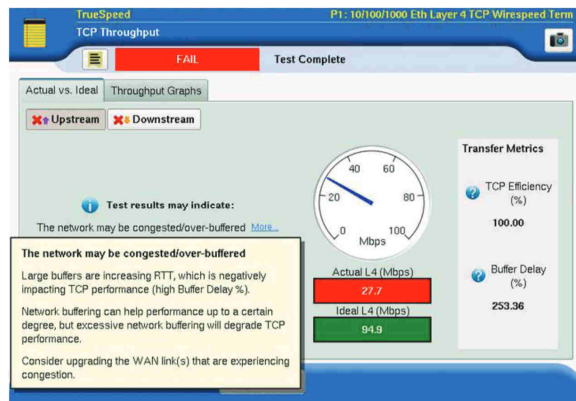 TrueSpeed
P1: 10/100/1000 Eth Layer 4 TCP Wirespeed Term
TCP Throughput
FAIL
Test Complete
Actual vs. Ideal
Throughput Graphs
Upstream
Downstream
Test results may indicate:
The network may be congested/over-buffered More...
The network may be congested/over-buffered
Large buffers are increasing RTT, which is negatively
impacting TCP performance (high Buffer Delay %).
Network buffering can help performance up to a certain
degree, but excessive network buffering will degrade TCP
performance.
Consider upgrading the WAN link(s) that are experiencing
congestion.
40 60
20 80
0 100
Mbps
Actual L4 (Mbps)
27.7
Ideal L4 (Mbps)
94.9
Transfer Metrics
TCP Efficiency
(%)
100.00
Buffer Delay
(%)
253.36